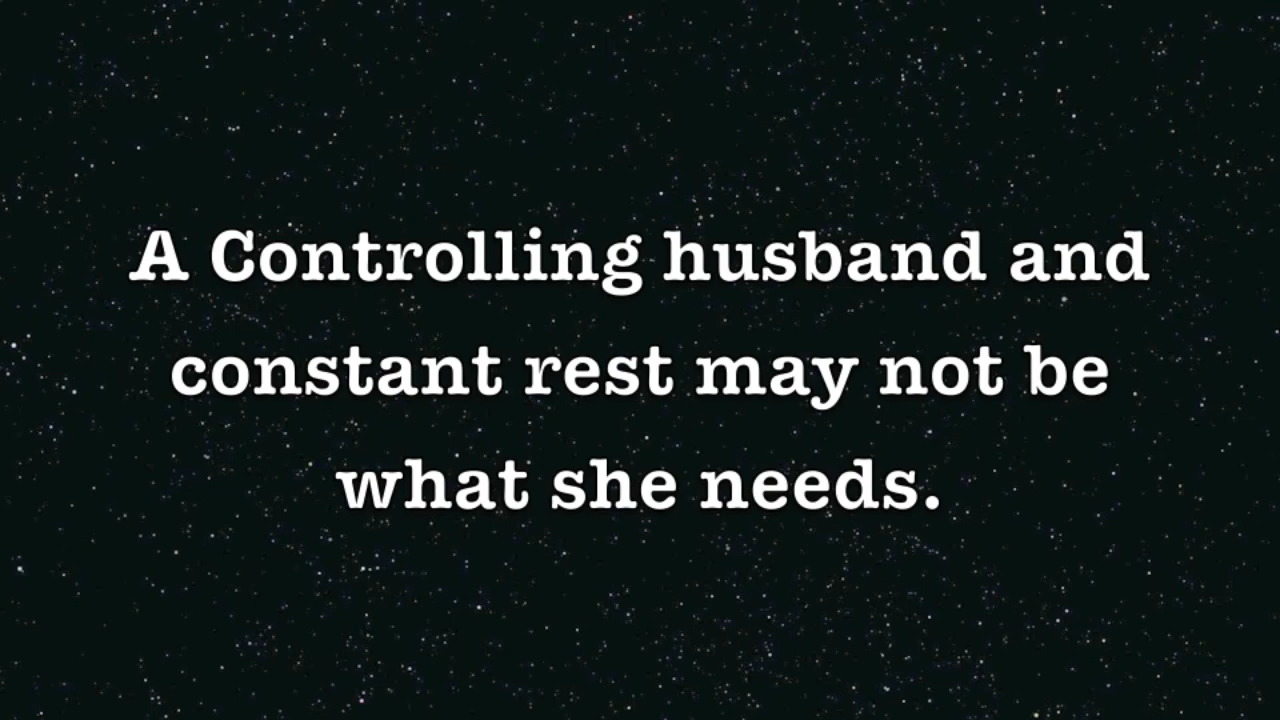 A Controlling husband and
constant rest may not be
what she needs.